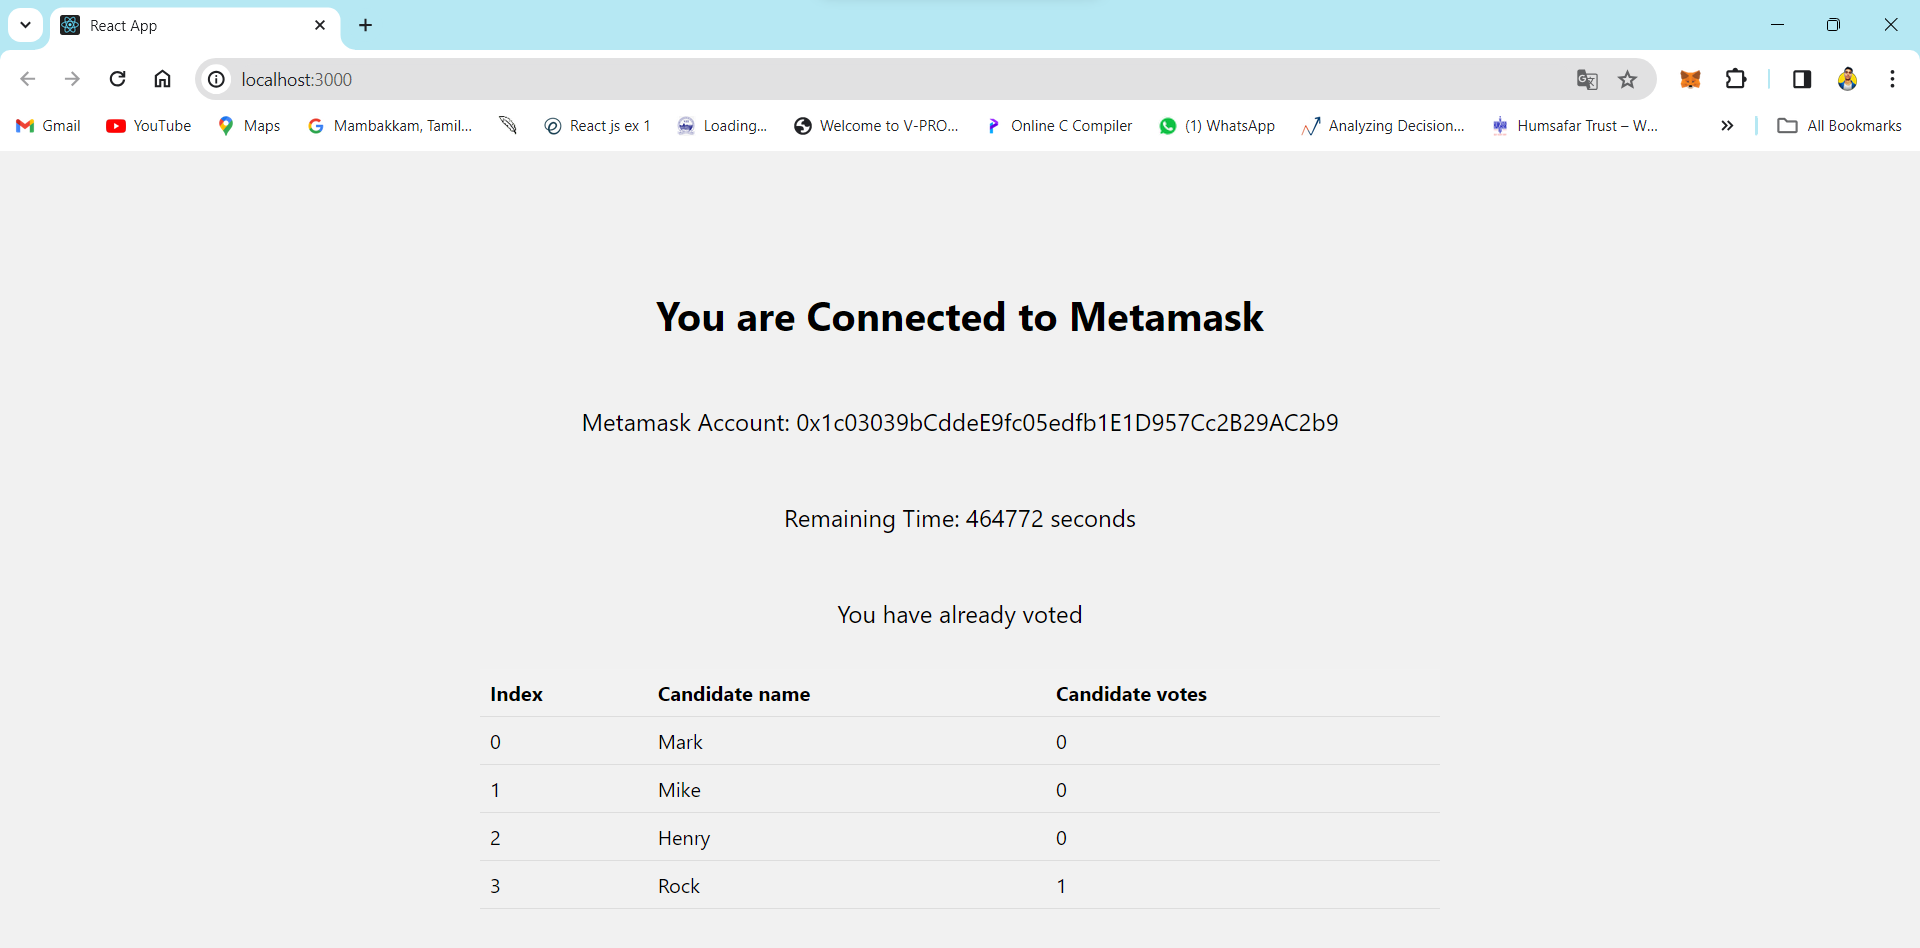 React App
localhost:3000
Gmail YouTube Maps Mambakkam, Tamil... React js ex 1 Loading... Welcome to V-PRO... Online C Compiler (1) WhatsApp Analyzing Decision... Humsafar Trust – W... All Bookmarks
You are Connected to Metamask
Metamask Account: 0x1c03039bCddeE9fc05edfb1E1D957Cc2B29AC2b9
Remaining Time: 464772 seconds
You have already voted
Index Candidate name Candidate votes
0 Mark 0
1 Mike 0
2 Henry 0
3 Rock 1